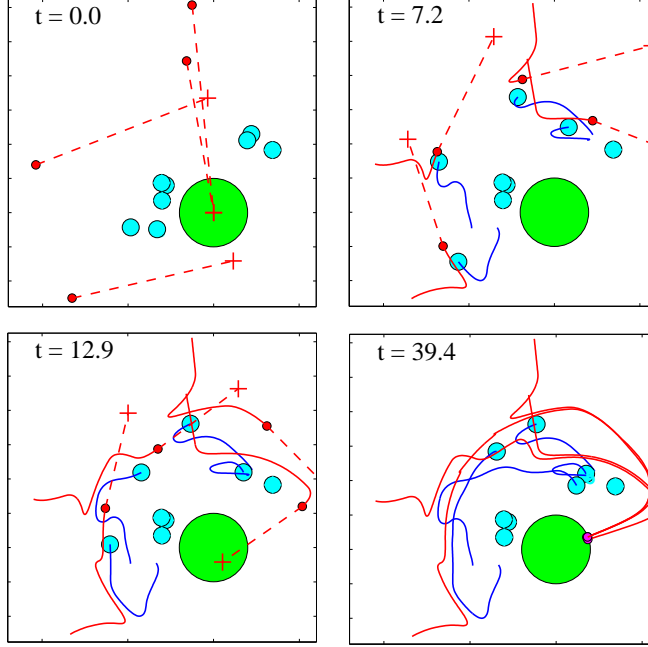 t = 0.0
t = 7.2
t = 12.9
t = 39.4